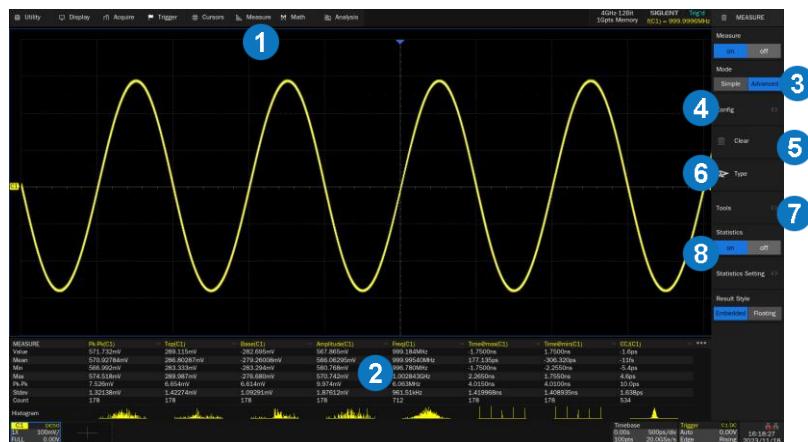 Utility Display Acquire Trigger Cursors Measure Math Analysis
4GHz 12Bit SIGLENT Trig'd MEASURE
1Gpts Memory f(C1) = 999.9996MHz
Measure
1
on off
Mode
Simple Advanced 3
4 Config
Clear 5
6 Type
C1
Tools 7
Statistics
8 on off
Statistics Setting
Result Style
Embedded Floating
MEASURE Pk-Pk(C1) Top(C1) Base(C1) Amplitude(C1) Freq(C1) Time@max(C1) Time@min(C1) CCJ(C1)
Value 571.732mV 289.115mV -282.695mV 567.865mV 999.184MHz -1.7500ns 1.7500ns -1.6ps
Mean 570.92784mV 286.80287mV -279.26008mV 566.06295mV 999.99540MHz 177.135ps -306.320ps -11fs
Min 566.992mV 283.333mV -283.294mV 560.768mV 996.780MHz -1.7500ns -2.2550ns -5.4ps
Max 574.518mV 289.987mV -276.680mV 570.742mV 1.002843GHz 2.2650ns 1.7550ns 4.6ps
Pk-Pk 7.526mV 6.654mV 6.614mV 9.974mV 6.063MHz 4.0150ns 4.0100ns 10.0ps
Stdev 1.32138mV 1.42274mV 1.09291mV 1.87612mV 961.51kHz 1.419968ns 1.408935ns 1.638ps
Count 178 178 178 178 712 178 178 534
2
Histogram
C1 DC50 Timebase Trigger C1 DC
1X 100mV/ 0.00s 500ps/div Auto 0.00V 16:18:27
FULL 0.00V 100pts 20.0GSa/s Edge Rising 2023/11/18